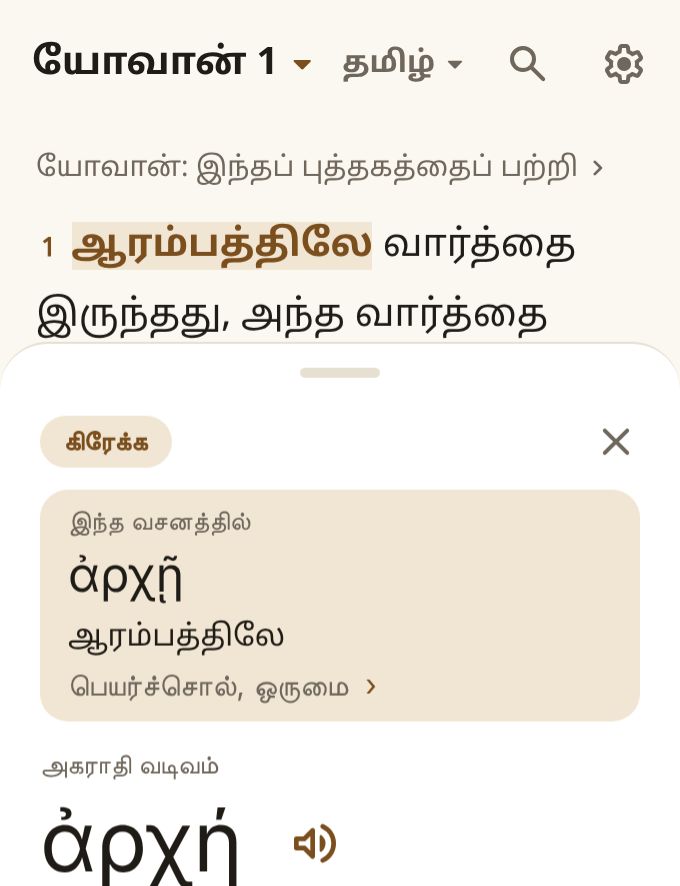 யோவான் 1
தமிழ்
யோவான்: இந்தப் புத்தகத்தைப் பற்றி ›
1 ஆரம்பத்திலே வார்த்தை
இருந்தது, அந்த வார்த்தை
கிரேக்க
இந்த வசனத்தில்
ἀρχῇ
ஆரம்பத்திலே
பெயர்ச்சொல், ஒருமை ›
அகராதி வடிவம்
ἀρχή